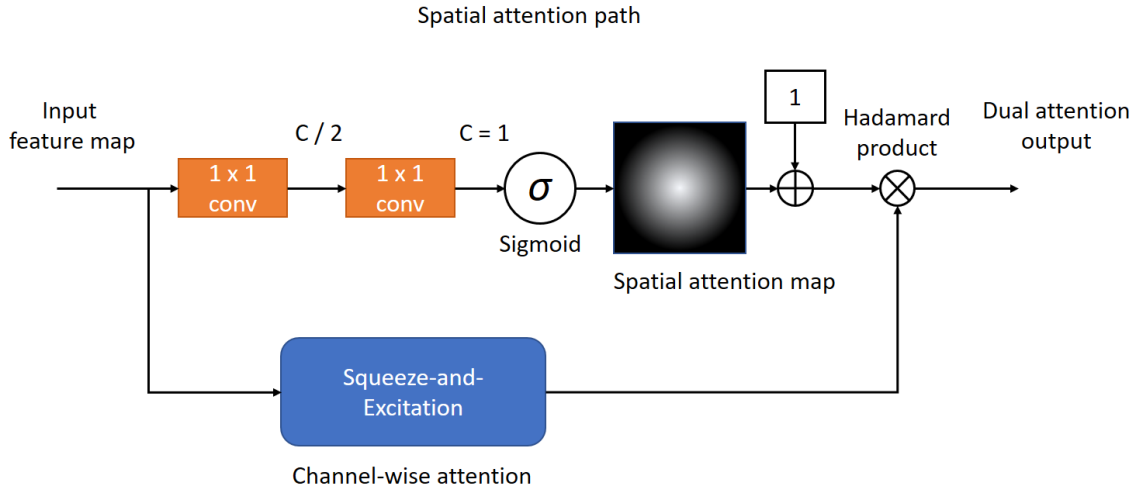 Spatial attention path
Input
feature map
C / 2
C = 1
1
Hadamard
product
Dual attention
output
1 x 1
conv
1 x 1
conv
σ
Sigmoid
Spatial attention map
Squeeze-and-
Excitation
Channel-wise attention